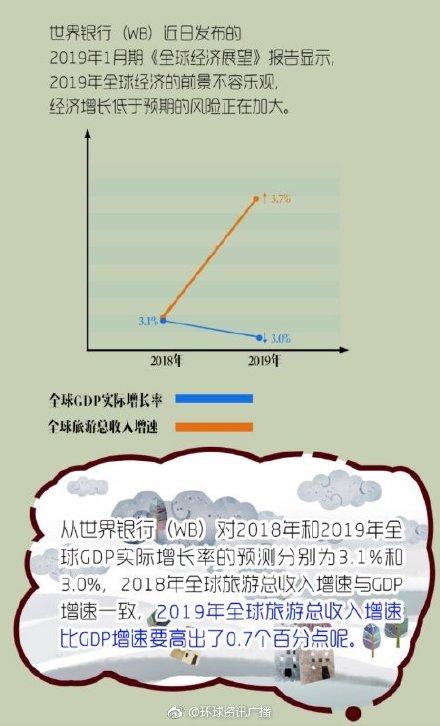 世界银行（WB）近日发布的
2019年1月期《全球经济展望》报告显示，
2019年全球经济的前景不容乐观，
经济增长低于预期的风险正在加大。
↑ 3.7%
3.1%
↓ 3.0%
2018年 2019年
全球GDP实际增长率
全球旅游总收入增速
从世界银行（WB）对2018年和2019年全
球GDP实际增长率的预测分别为3.1%和
3.0%，2018年全球旅游总收入增速与GDP
增速一致，2019年全球旅游总收入增速
比GDP增速要高出了0.7个百分点呢。
@环球资讯广播